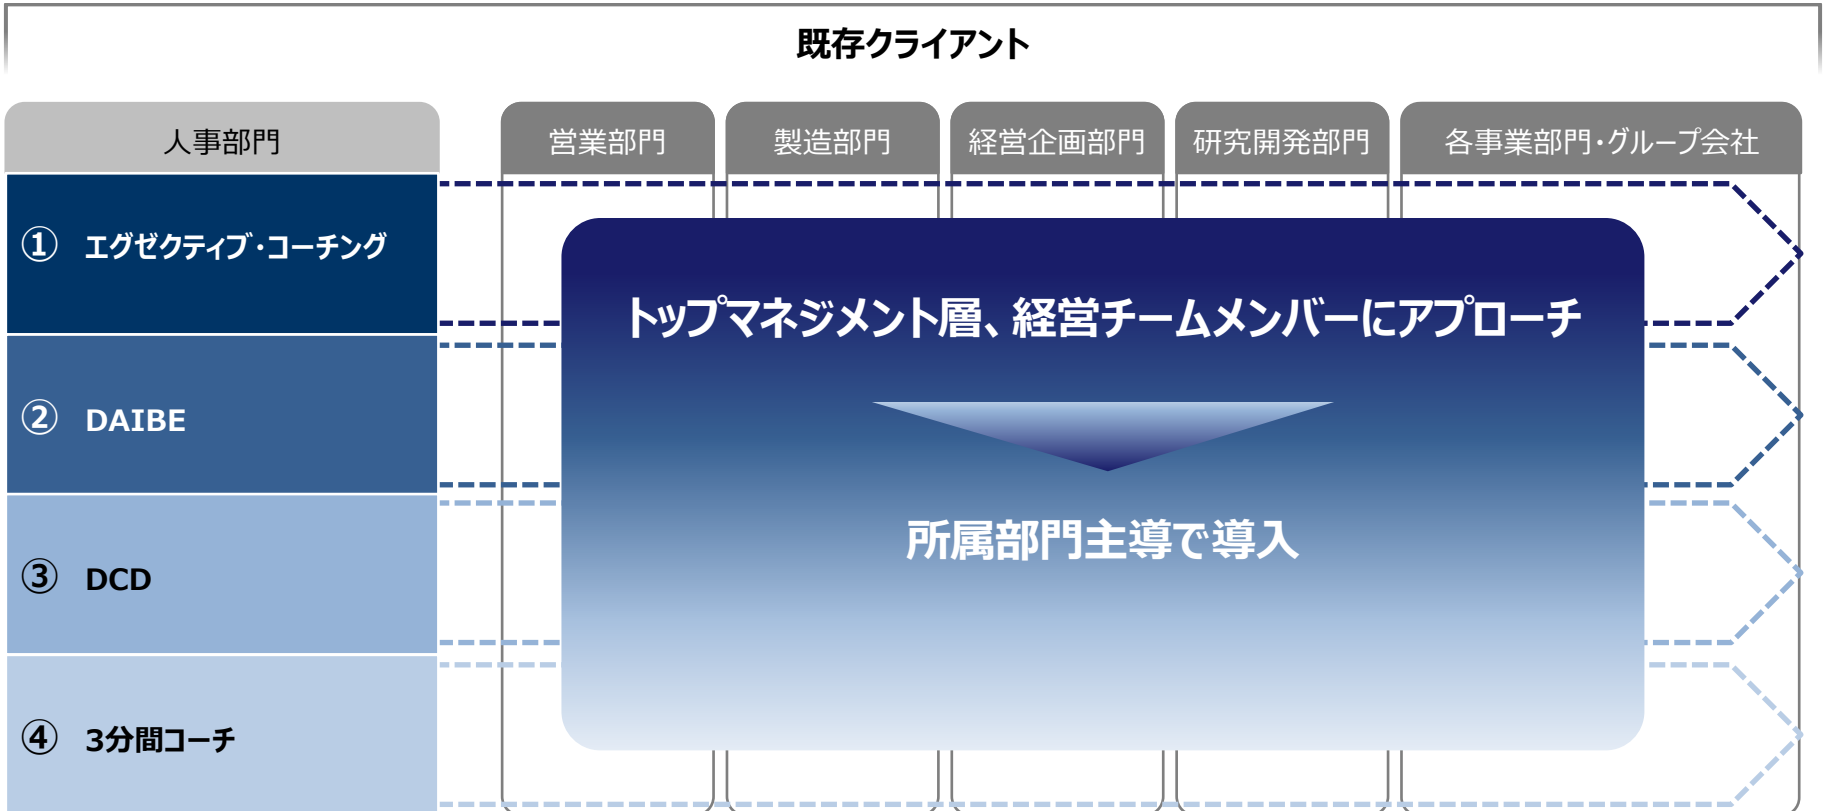 既存クライアント
人事部門
営業部門
製造部門
経営企画部門
研究開発部門
各事業部門・グループ会社
① エグゼクティブ・コーチング
トップマネジメント層、経営チームメンバーにアプローチ
② DAIBE
所属部門主導で導入
③ DCD
④ 3分間コーチ